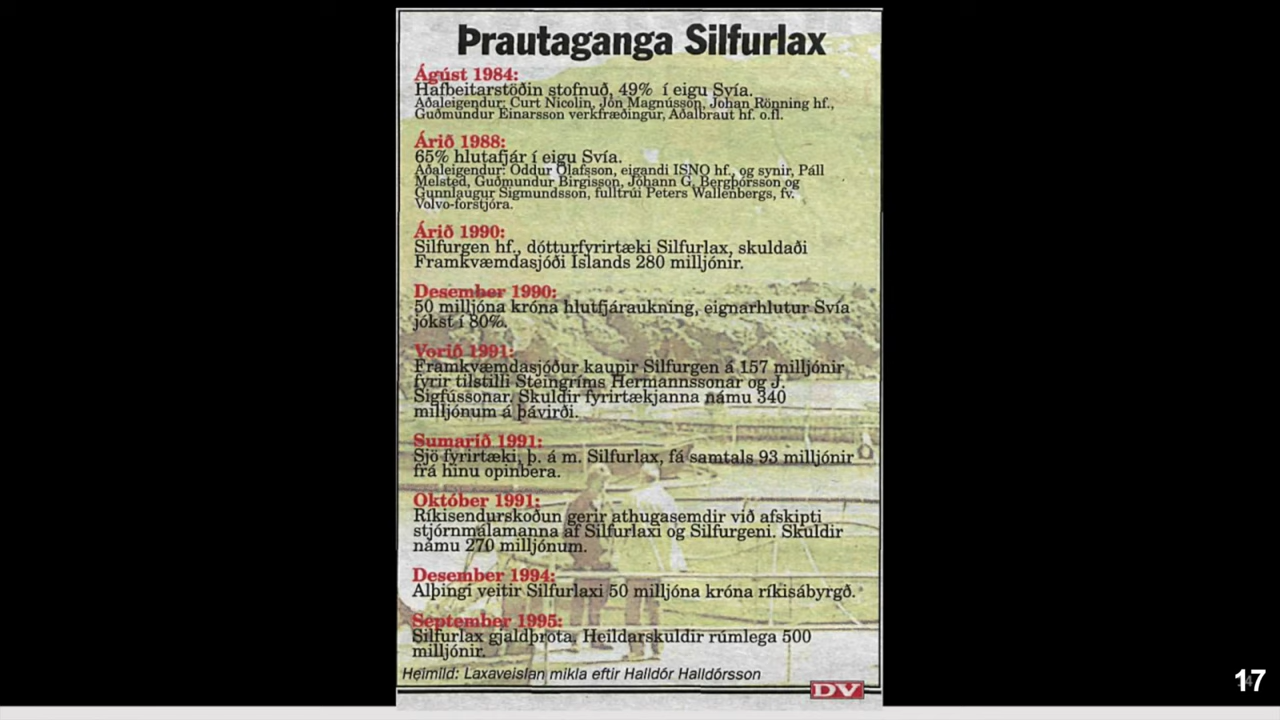 Þrautaganga Silfurlax
Ágúst 1984:
Hafbeitarstöðin stofnuð, 49% í eigu Svía.
Aðaleigendur: Curt Nicolin, Jón Magnússon, Johan Rönning hf.,
Guðmundur Einarsson verkfræðingur, Aðalbraut hf. o.fl.
Árið 1988:
65% hlutafjár í eigu Svía.
Aðaleigendur: Oddur Ólafsson, eigandi ISNO hf., og synir, Páll
Melsted, Guðmundur Birgisson, Jóhann G. Bergþórsson og
Gunnlaugur Sigmundsson, fulltrúi Peters Wallenbergs, fv.
Volvo-forstjóra.
Árið 1990:
Silfurgen hf., dótturfyrirtæki Silfurlax, skuldaði
Framkvæmdasjóði Íslands 280 milljónir.
Desember 1990:
50 milljóna króna hlutfjáraukning, eignarhlutur Svía
jókst í 80%.
Vorið 1991:
Framkvæmdasjóður kaupir Silfurgen á 157 milljónir
fyrir tilstilli Steingríms Hermannssonar og J.
Sigfússonar. Skuldir fyrirtækjanna námu 340
milljónum á þávirði.
Sumarið 1991:
Sjö fyrirtæki, þ. á m. Silfurlax, fá samtals 93 milljónir
frá hinu opinbera.
Október 1991:
Ríkisendurskoðun gerir athugasemdir við afskipti
stjórnmálamanna af Silfurlaxi og Silfurgeni. Skuldir
námu 270 milljónum.
Desember 1994:
Alþingi veitir Silfurlaxi 50 milljóna króna ríkisábyrgð.
September 1995:
Silfurlax gjaldþrota. Heildarskuldir rúmlega 500
milljónir.
Heimild: Laxaveislan mikla eftir Halldór Halldórsson
DV
17